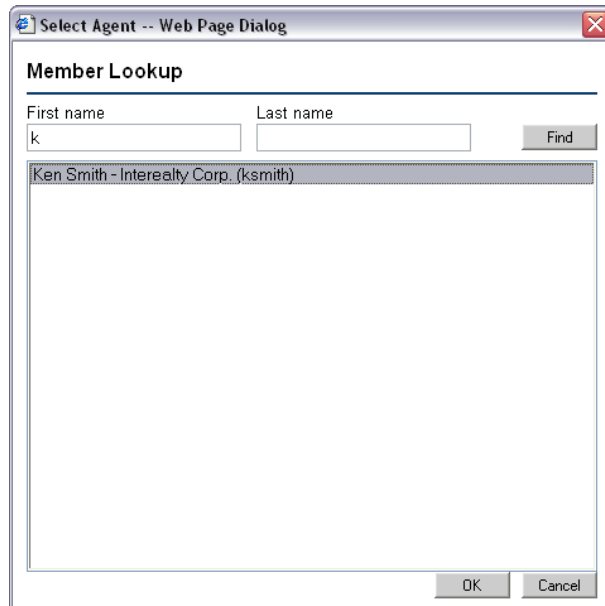 Select Agent -- Web Page Dialog
Member Lookup
First name Last name
k Find
Ken Smith - Interealty Corp. (ksmith)
OK Cancel